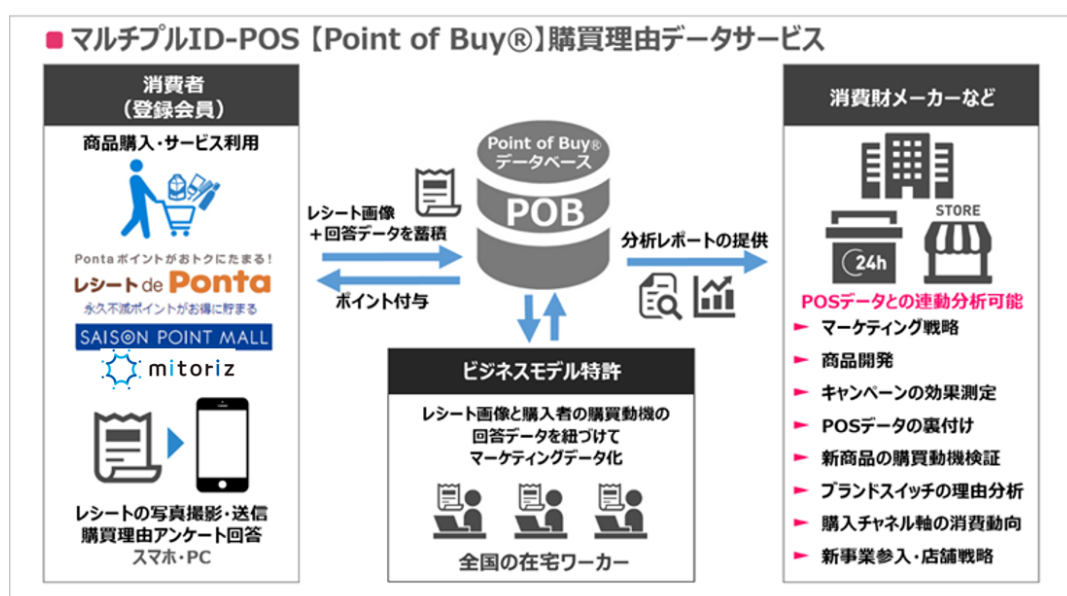 マルチプルID-POS【Point of Buy®】購買理由データサービス
消費者
（登録会員）
商品購入・サービス利用
Pontaポイントがおトクにたまる！
レシート de Ponta
永久不滅ポイントがお得に貯まる
SAISON POINT MALL
mitoriz
レシートの写真撮影・送信
購買理由アンケート回答
スマホ・PC
レシート画像
＋回答データを蓄積
ポイント付与
Point of Buy®
データベース
POB
分析レポートの提供
ビジネスモデル特許
レシート画像と購入者の購買動機の
回答データを紐づけて
マーケティングデータ化
全国の在宅ワーカー
消費財メーカーなど
STORE
24h
POSデータとの連動分析可能
► マーケティング戦略
► 商品開発
► キャンペーンの効果測定
► POSデータの裏付け
► 新商品の購買動機検証
► ブランドスイッチの理由分析
► 購入チャネル軸の消費動向
► 新事業参入・店舗戦略